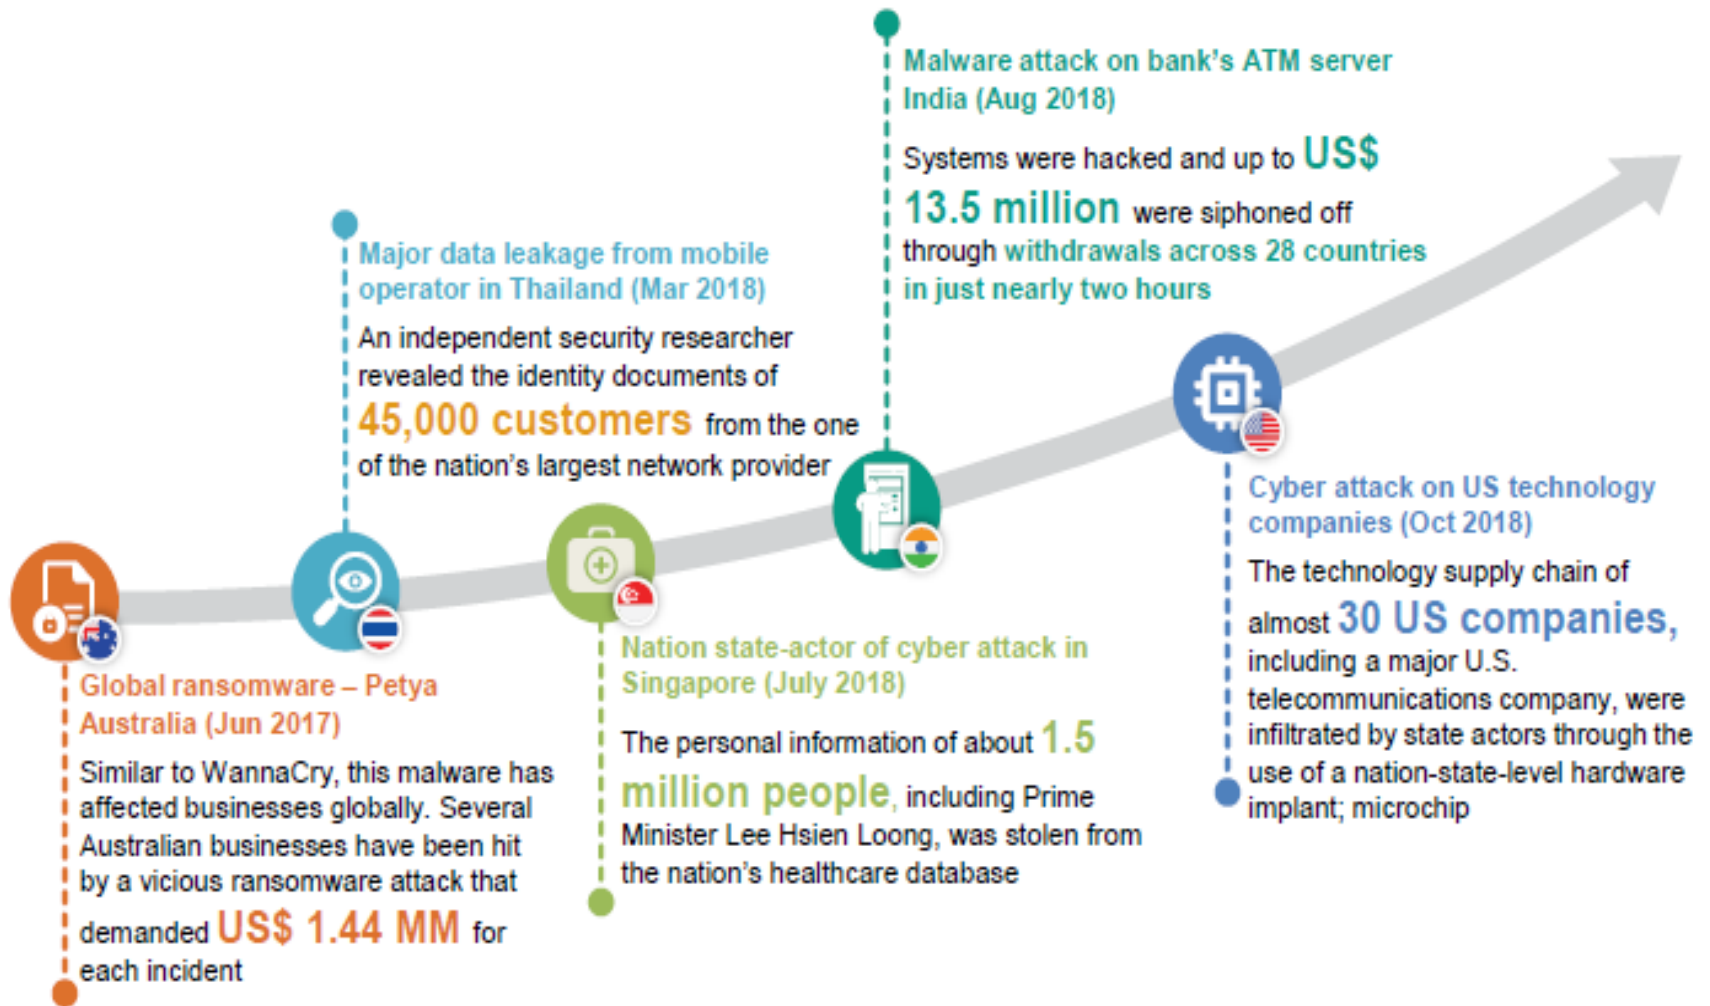 Global ransomware – Petya
Australia (Jun 2017)
Similar to WannaCry, this malware has
affected businesses globally. Several
Australian businesses have been hit
by a vicious ransomware attack that
demanded US$ 1.44 MM for
each incident
Major data leakage from mobile
operator in Thailand (Mar 2018)
An independent security researcher
revealed the identity documents of
45,000 customers from the one
of the nation's largest network provider
Nation state-actor of cyber attack in
Singapore (July 2018)
The personal information of about 1.5
million people, including Prime
Minister Lee Hsien Loong, was stolen from
the nation's healthcare database
Malware attack on bank's ATM server
India (Aug 2018)
Systems were hacked and up to US$
13.5 million were siphoned off
through withdrawals across 28 countries
in just nearly two hours
Cyber attack on US technology
companies (Oct 2018)
The technology supply chain of
almost 30 US companies,
including a major U.S.
telecommunications company, were
infiltrated by state actors through the
use of a nation-state-level hardware
implant; microchip